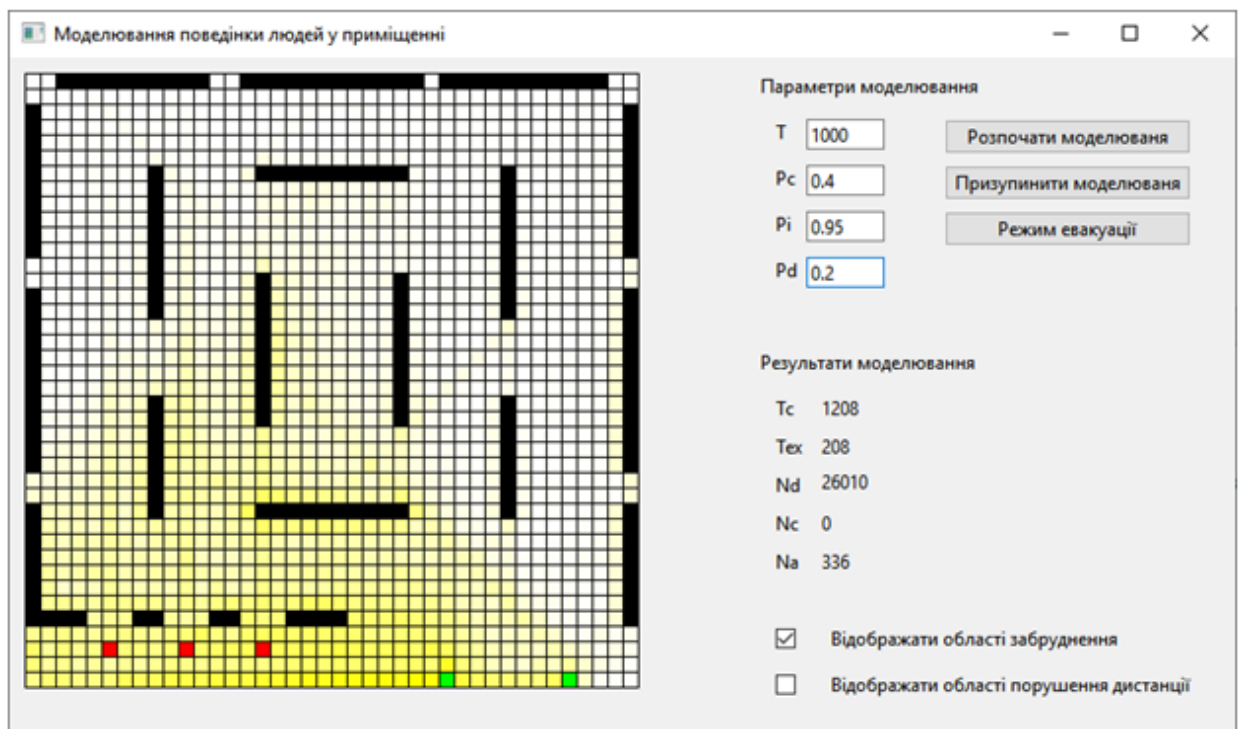 Моделювання поведінки людей у приміщенні
Параметри моделювання
T 1000 Розпочати моделюваня
Pc 0.4 Призупинити моделюваня
Pi 0.95 Режим евакуації
Pd 0.2
Результати моделювання
Tc 1208
Tex 208
Nd 26010
Nc 0
Na 336
Відображати області забруднення
Відображати області порушення дистанції